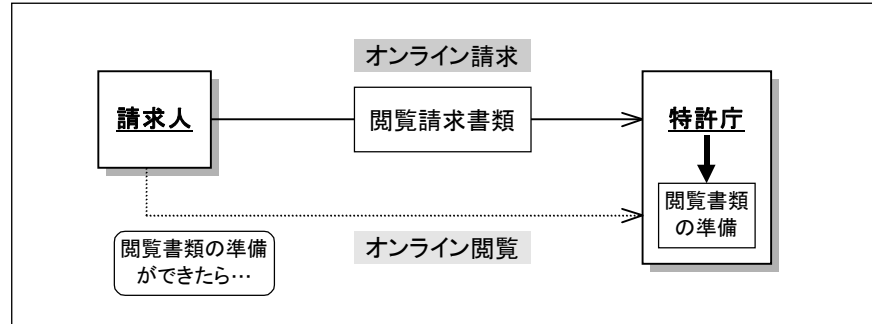 オンライン請求
請求人
閲覧請求書類
特許庁
閲覧書類
の準備
オンライン閲覧
閲覧書類の準備
ができたら…